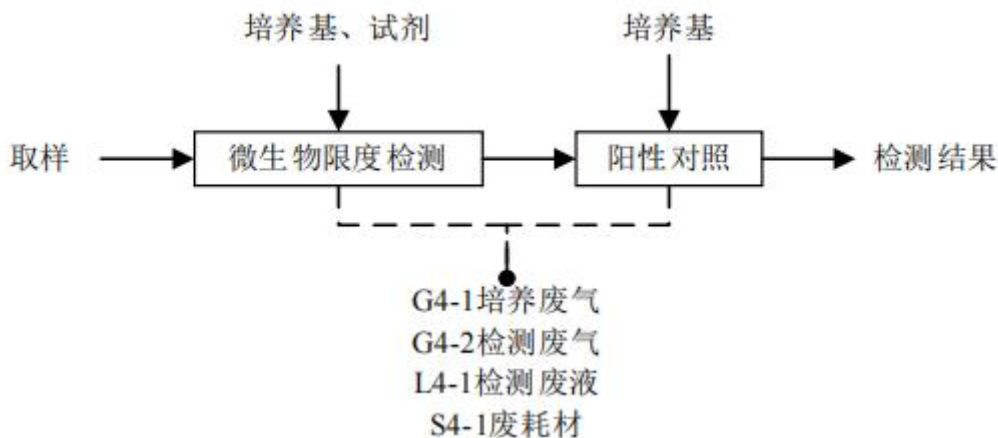 培养基、试剂
培养基
取样
微生物限度检测
阳性对照
检测结果
G4-1培养废气
G4-2检测废气
L4-1检测废液
S4-1废耗材